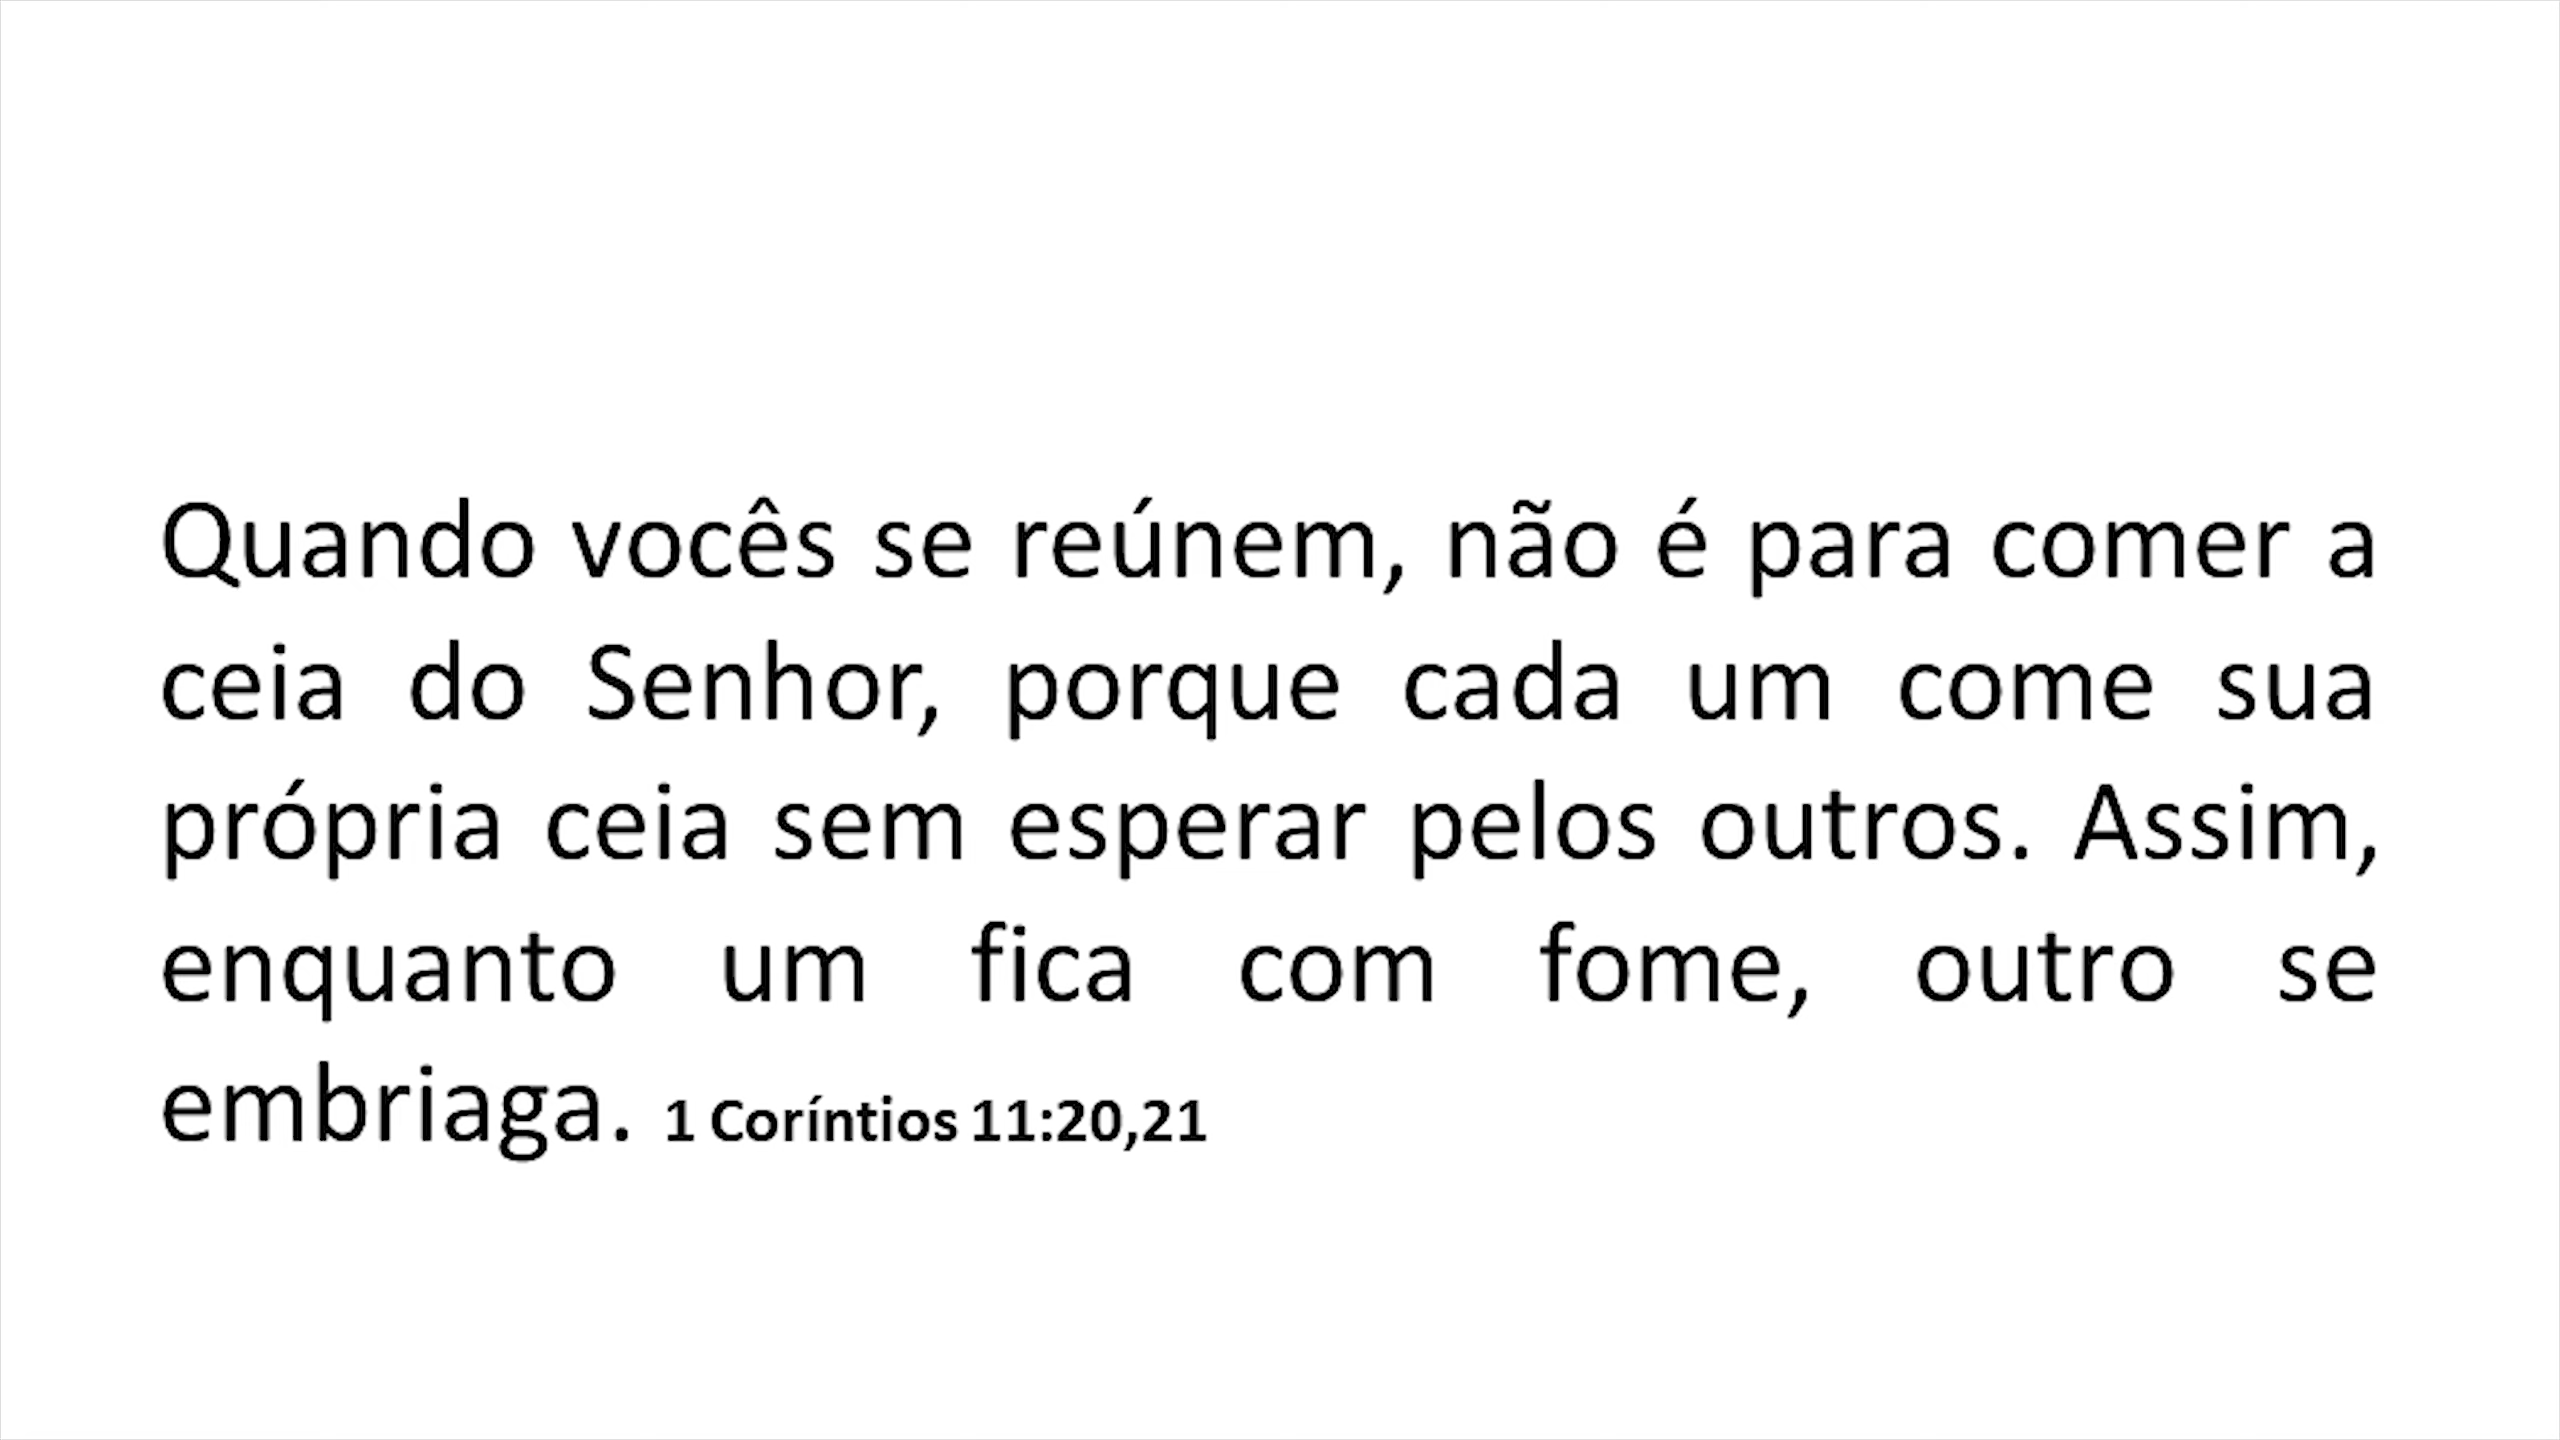 Quando vocês se reúnem, não é para comer a
ceia do Senhor, porque cada um come sua
própria ceia sem esperar pelos outros. Assim,
enquanto um fica com fome, outro se
embriaga. 1 Coríntios 11:20,21